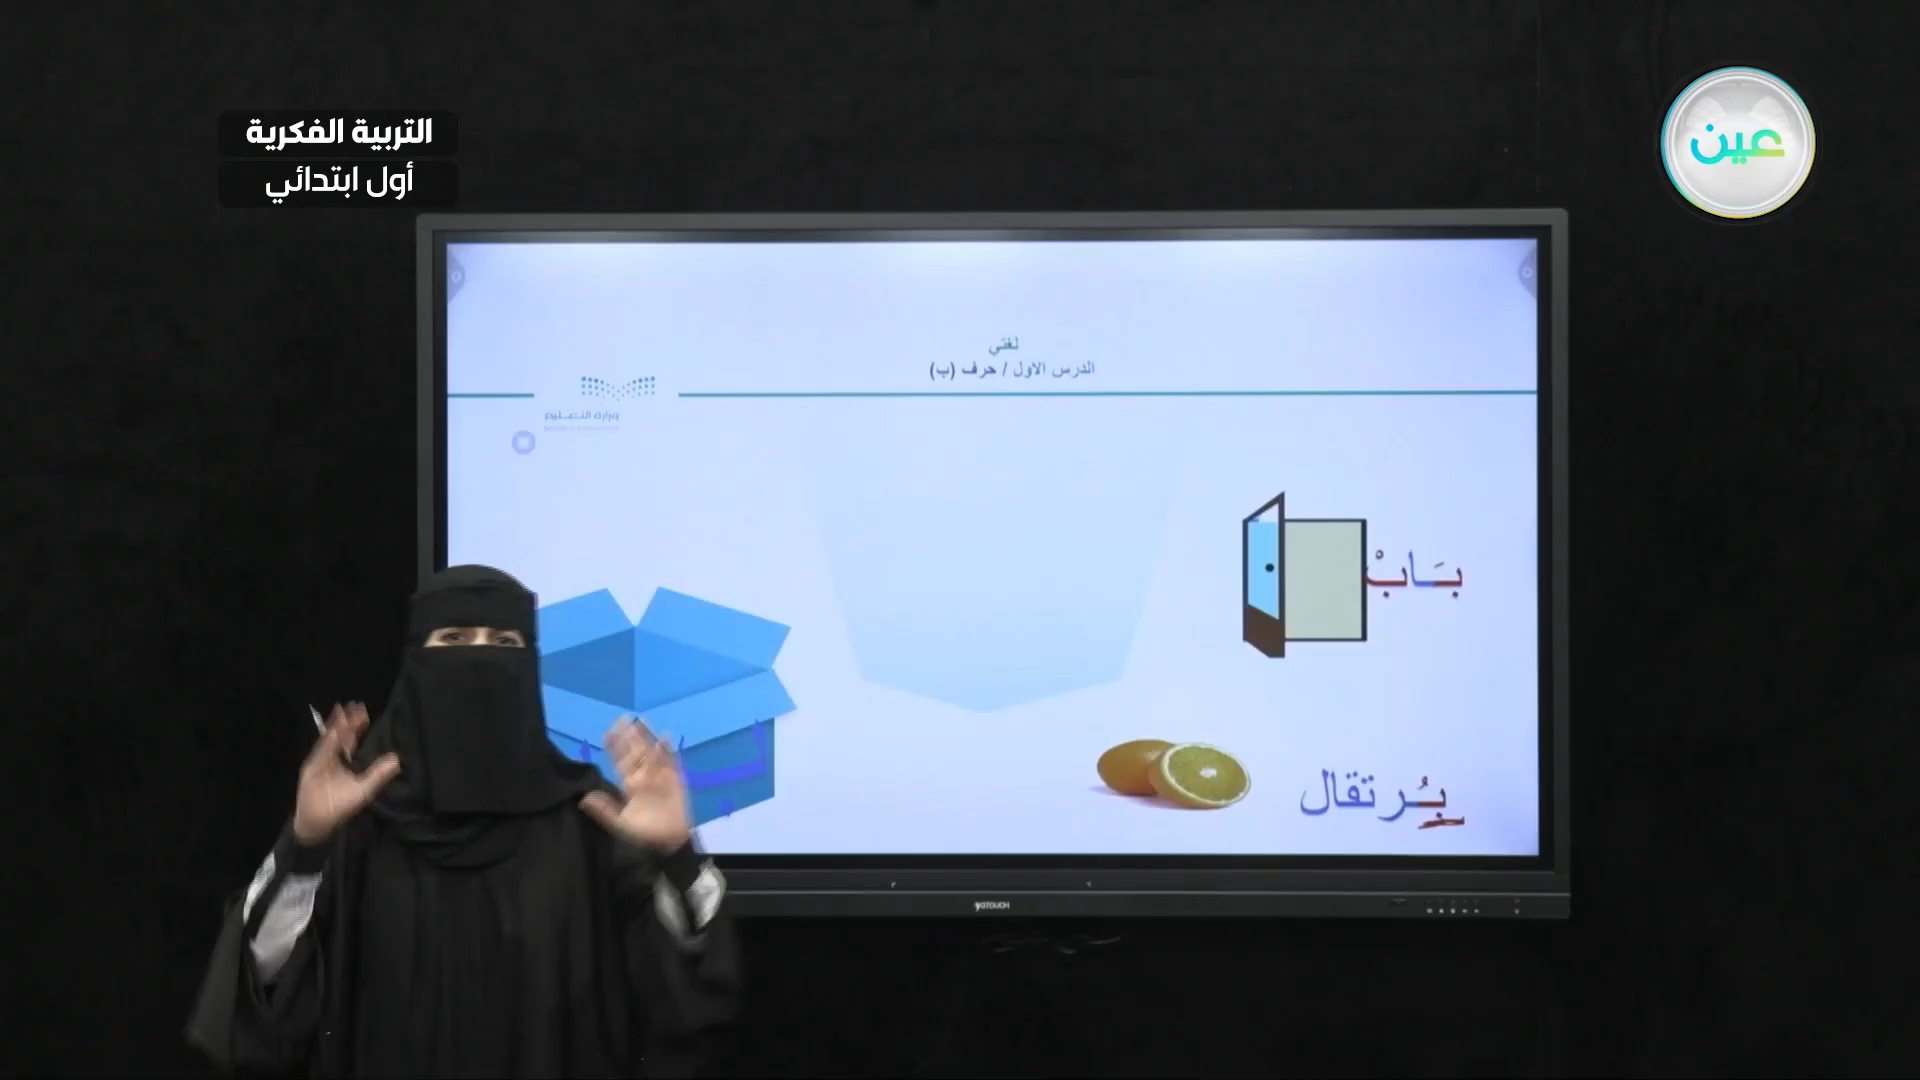 التربية الفكرية
أول ابتدائي
عين
لغتي
الدرس الاول / حرف (ب)
وزارة التعليم
بَابْ
بُرتقال